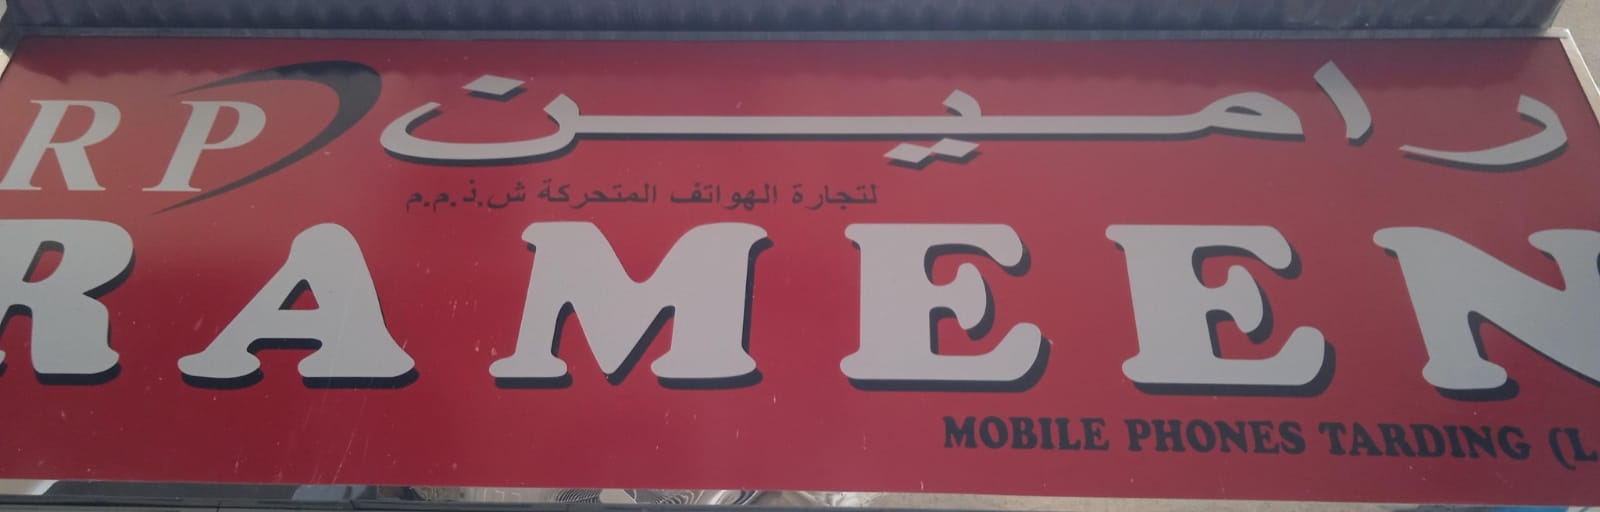 RP
رامين
لتجارة الهواتف المتحركة ش.ذ.م.م
RAMEEN
MOBILE PHONES TARDING (L